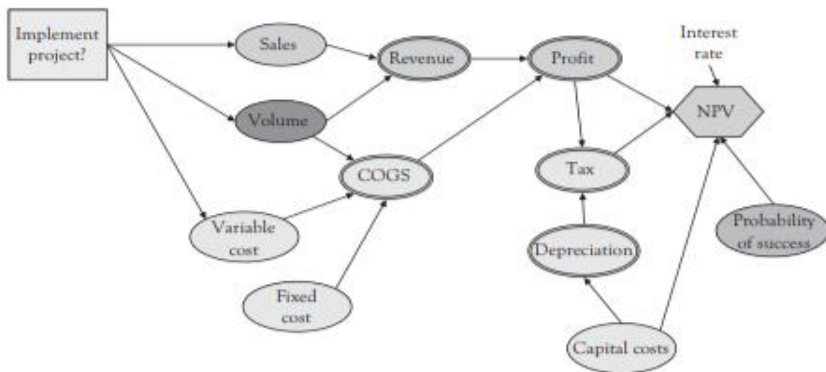 Implement
project?
Sales
Revenue
Profit
Interest
rate
Volume
NPV
COGS
Tax
Variable
cost
Depreciation
Probability
of success
Fixed
cost
Capital costs